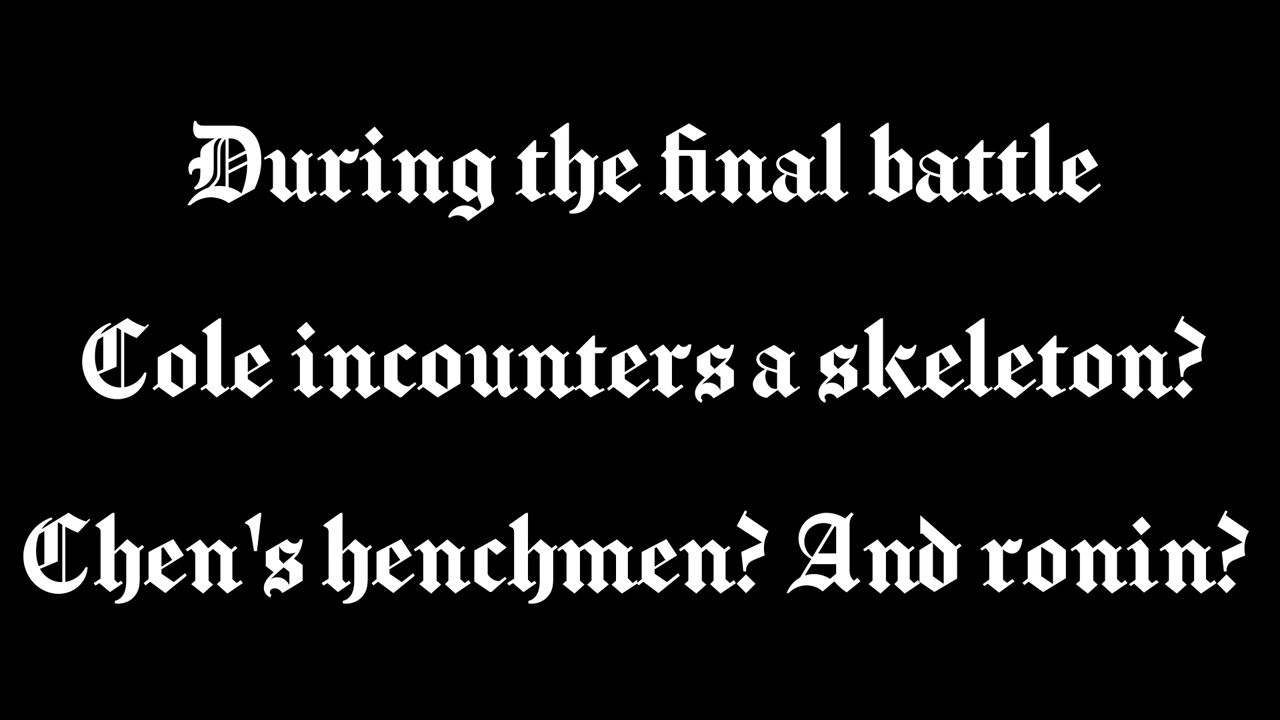 During the final battle
Cole incounters a skeleton?
Chen's henchmen? And ronin?